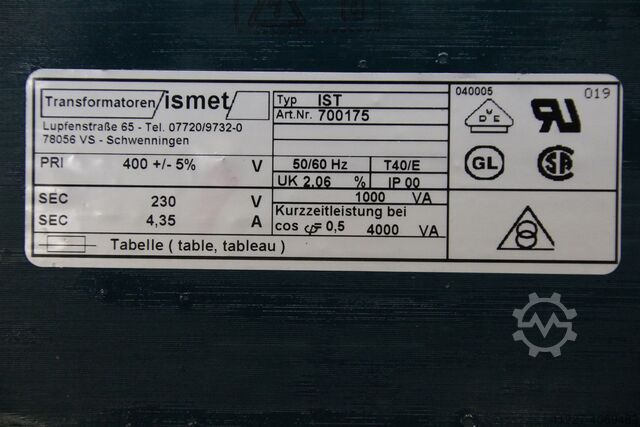 Transformatoren ismet
Lupfenstraße 65 - Tel. 07720/9732-0
78056 VS - Schwenningen
Typ IST
Art.Nr. 700175
040005
019
PRI 400 +/- 5% V
50/60 Hz T40/E
UK 2.06 % IP 00
SEC 230 V
1000 VA
SEC 4,35 A
Kurzzeitleistung bei
cos φ= 0,5 4000 VA
Tabelle ( table, tableau )
VDE
GL